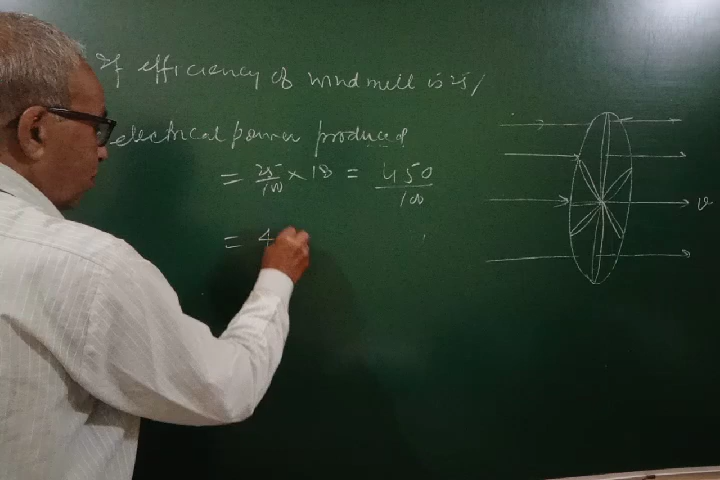 If efficiency of windmill is 25/
electrical power produced
= 25/100 × 18 = 450/100
= 4
v